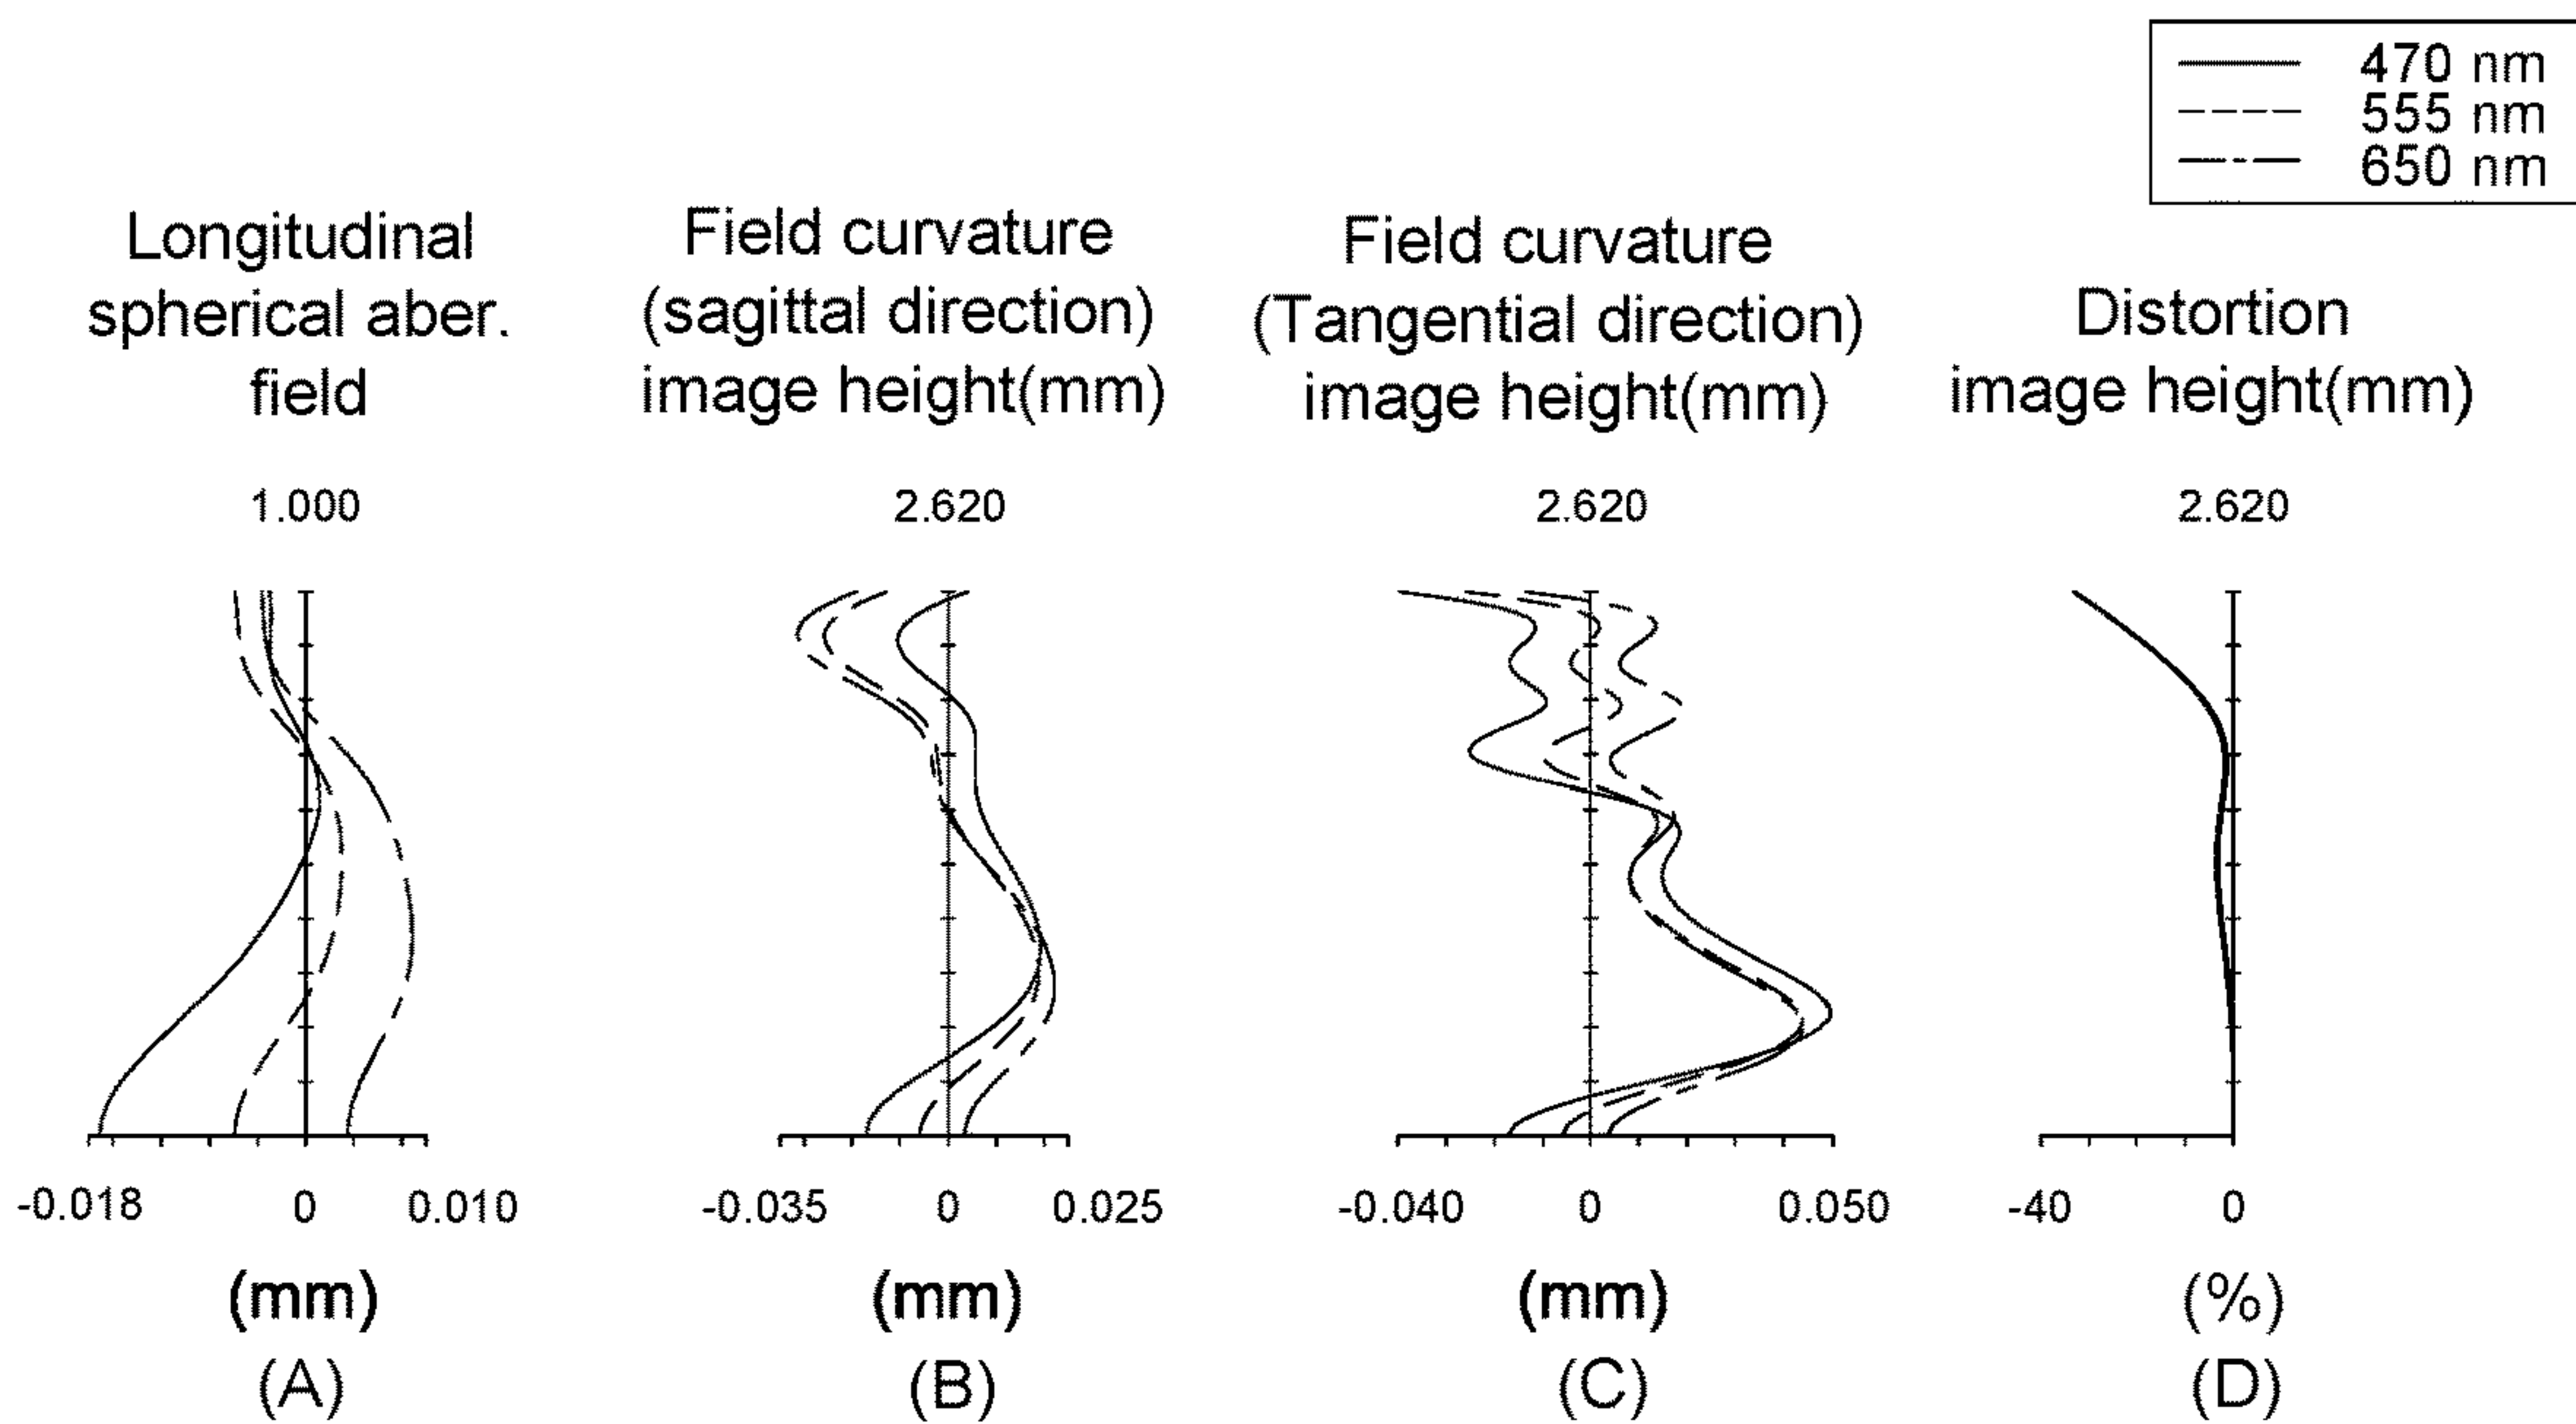 470 nm
555 nm
650 nm
Longitudinal
spherical aber.
field
1.000
-0.018 0 0.010
(mm)
(A)
Field curvature
(sagittal direction)
image height(mm)
2.620
-0.035 0 0.025
(mm)
(B)
Field curvature
(Tangential direction)
image height(mm)
2.620
-0.040 0 0.050
(mm)
(C)
Distortion
image height(mm)
2.620
-40 0
(%)
(D)